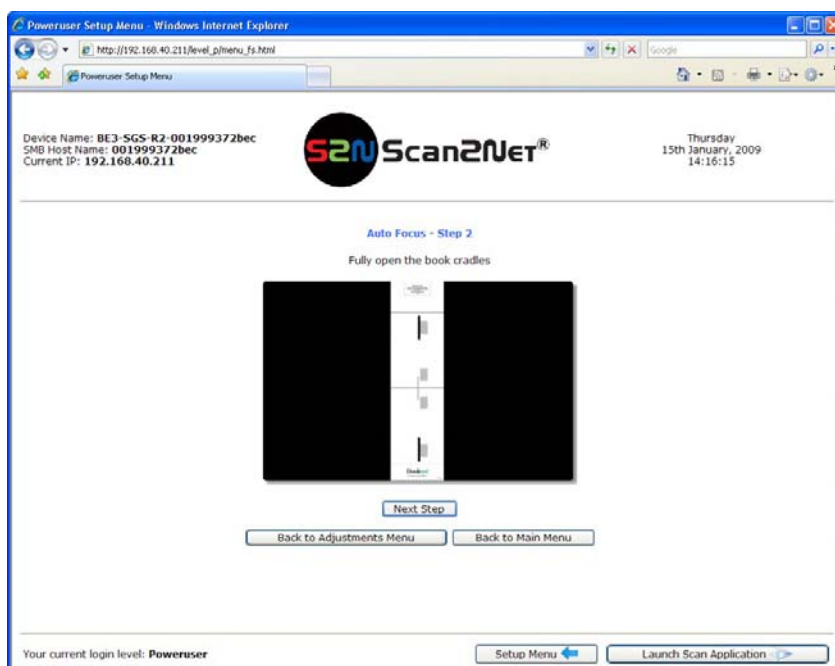 Poweruser Setup Menu - Windows Internet Explorer
http://192.168.40.211/level_p/menu_fs.html
Google
Poweruser Setup Menu
Device Name: BE3-SGS-R2-001999372bec
SMB Host Name: 001999372bec
Current IP: 192.168.40.211
S2N Scan2Net®
Thursday
15th January, 2009
14:16:15
Auto Focus - Step 2
Fully open the book cradles
Next Step
Back to Adjustments Menu
Back to Main Menu
Your current login level: Poweruser
Setup Menu
Launch Scan Application